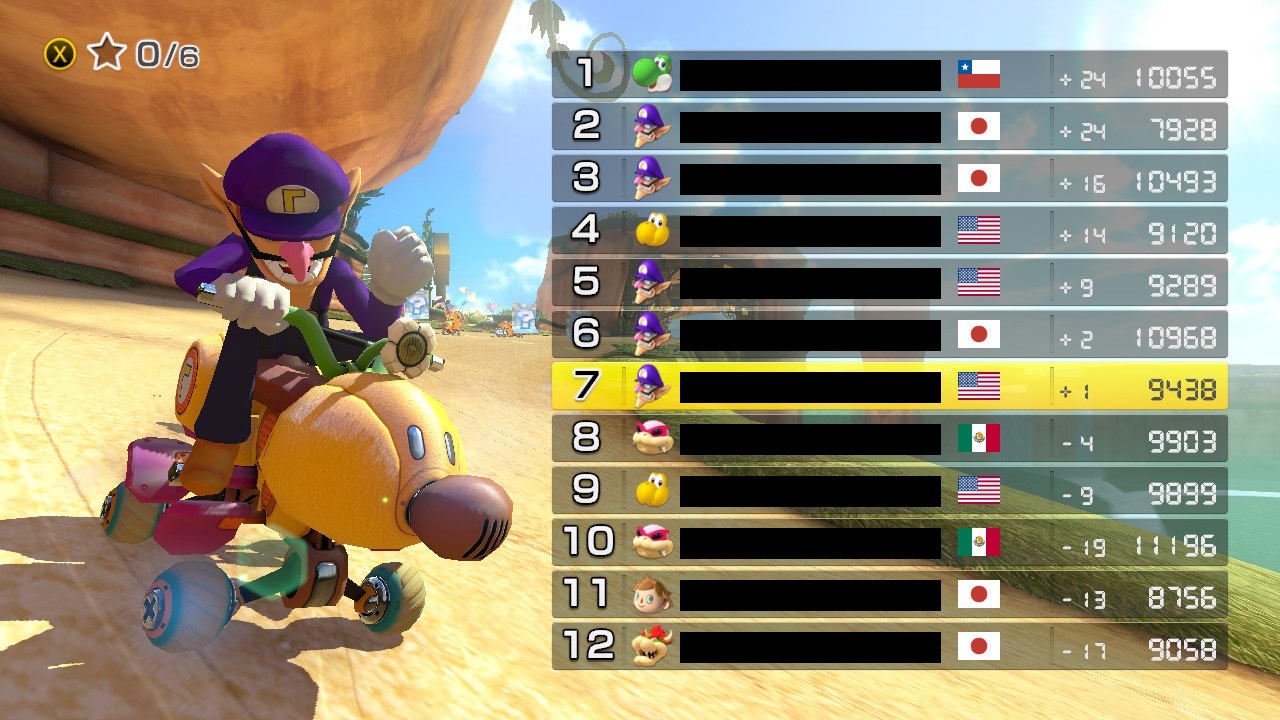 X 0/6
1 + 24 10055
2 + 24 7928
3 + 16 10493
4 + 14 9120
5 + 9 9289
6 + 2 10968
7 + 1 9438
8 - 4 9903
9 - 9 9899
10 - 19 11196
11 - 13 8756
12 - 17 9058